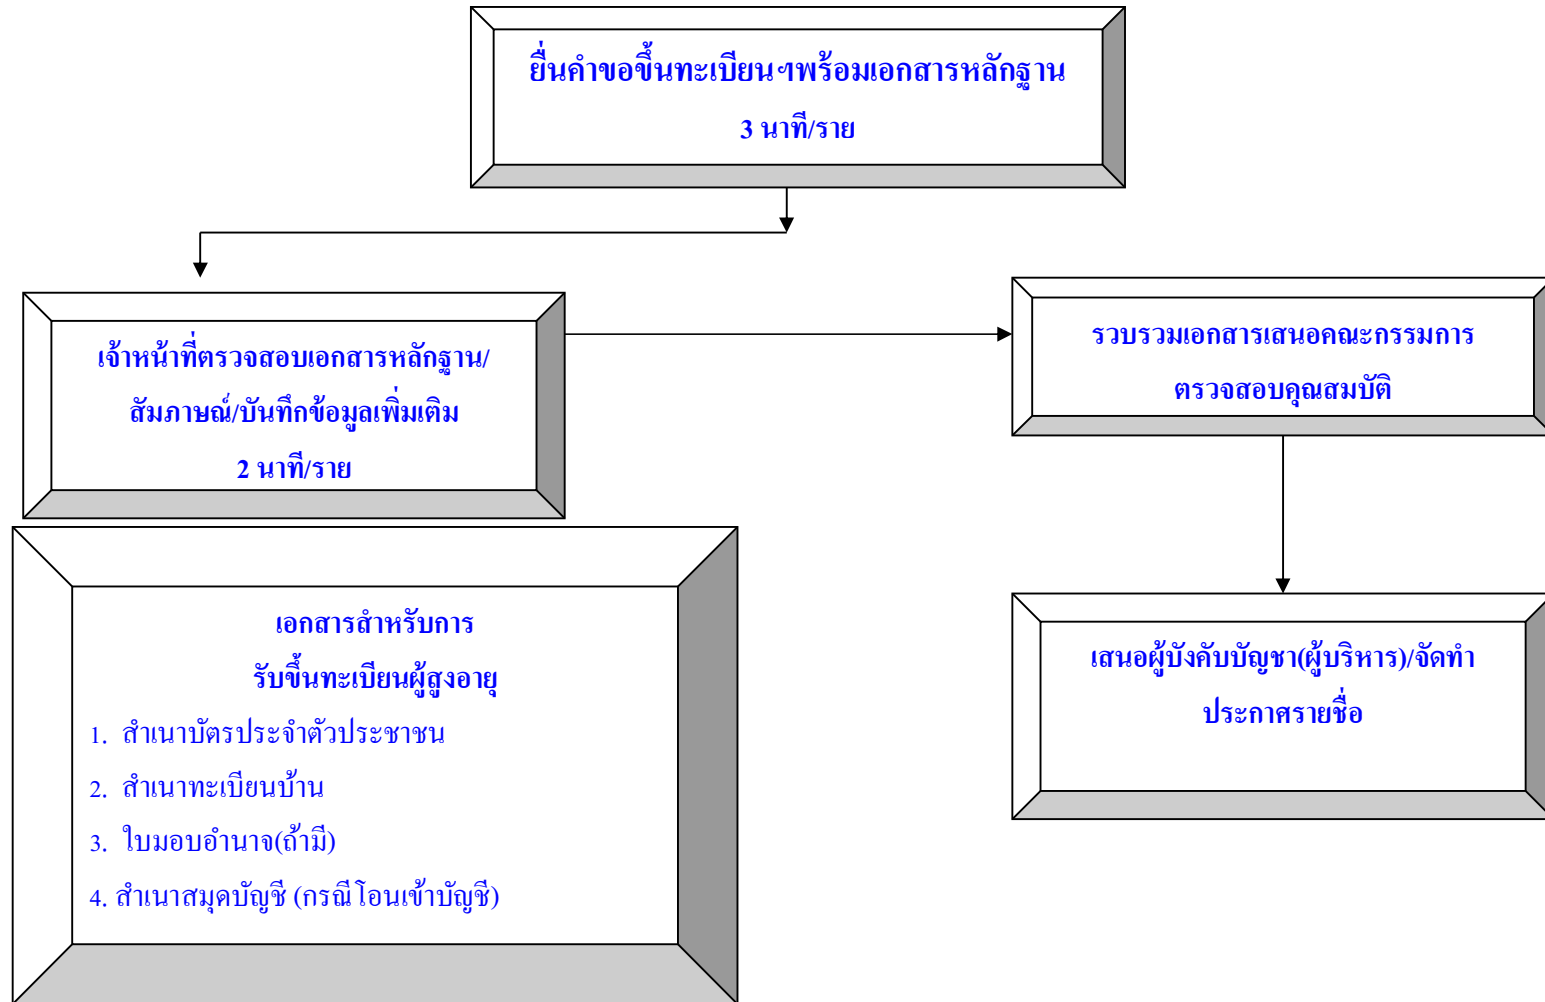 ยื่นคำขอขึ้นทะเบียนฯพร้อมเอกสารหลักฐาน
3 นาที/ราย
เจ้าหน้าที่ตรวจสอบเอกสารหลักฐาน/
สัมภาษณ์/บันทึกข้อมูลเพิ่มเติม
2 นาที/ราย
รวบรวมเอกสารเสนอคณะกรรมการ
ตรวจสอบคุณสมบัติ
เสนอผู้บังคับบัญชา(ผู้บริหาร)/จัดทำ
ประกาศรายชื่อ
เอกสารสำหรับการ
รับขึ้นทะเบียนผู้สูงอายุ
1. สำเนาบัตรประจำตัวประชาชน
2. สำเนาทะเบียนบ้าน
3. ใบมอบอำนาจ(ถ้ามี)
4. สำเนาสมุดบัญชี (กรณีโอนเข้าบัญชี)